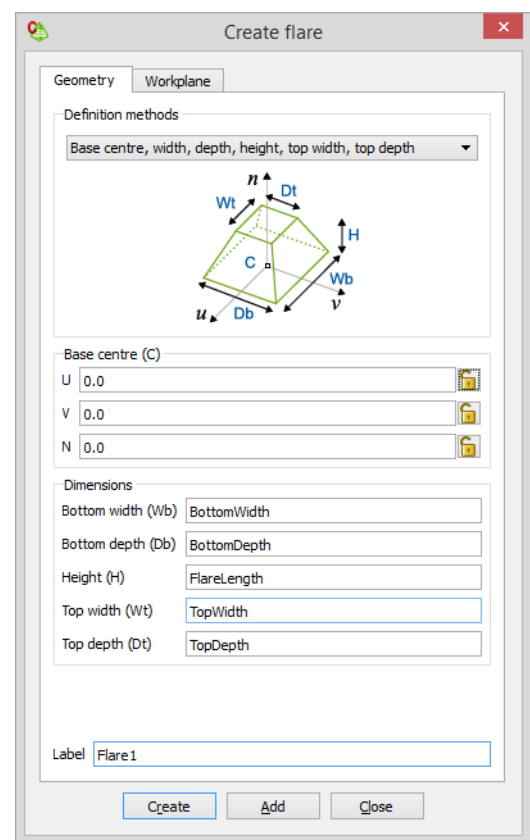 Create flare
Geometry Workplane
Definition methods
Base centre, width, depth, height, top width, top depth
n
Wt Dt
H
C
Wb
u Db v
Base centre (C)
U 0.0
V 0.0
N 0.0
Dimensions
Bottom width (Wb) BottomWidth
Bottom depth (Db) BottomDepth
Height (H) FlareLength
Top width (Wt) TopWidth
Top depth (Dt) TopDepth
Label Flare1
Create Add Close